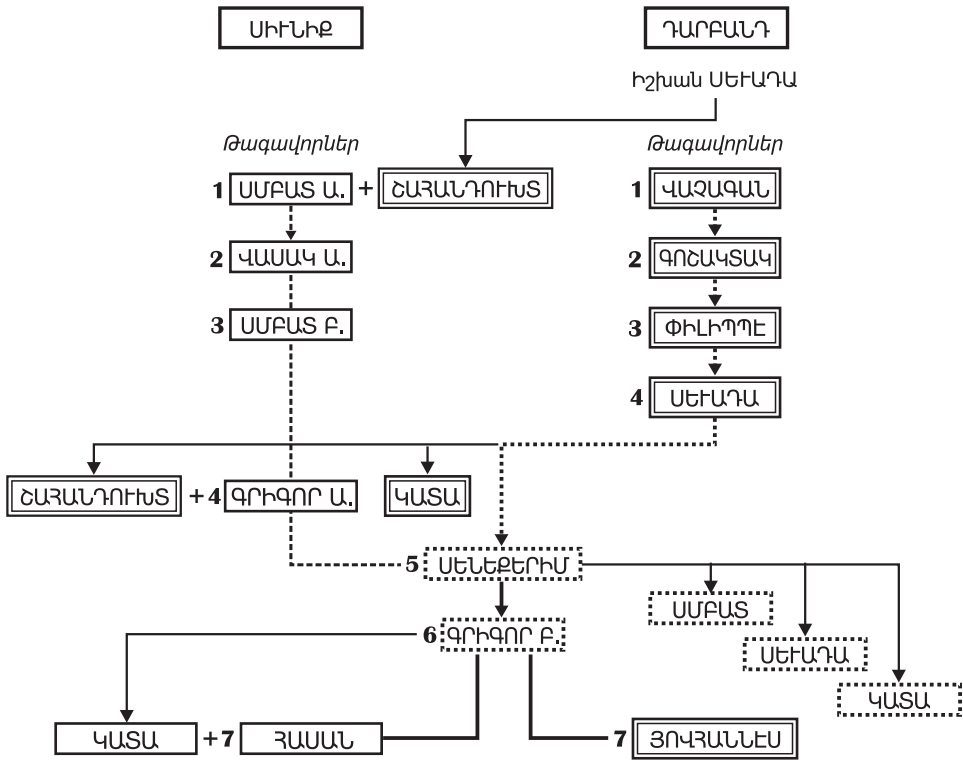 ՍԻՒՆԻՔ ԴԱՐԲԱՆԴ
Իշխան ՍԵՒԱԴԱ
Թագավորներ Թագավորներ
1 ՍՄԲԱՏ Ա. + ՇԱՀԱՆԴՈՒԽՏ 1 ՎԱՉԱԳԱՆ
2 ՎԱՍԱԿ Ա. 2 ԳՈՇԱԿՏԱԿ
3 ՍՄԲԱՏ Բ. 3 ՓԻԼԻՊՊԷ
4 ՍԵՒԱԴԱ
ՇԱՀԱՆԴՈՒԽՏ +4 ԳՐԻԳՈՐ Ա. ԿԱՏԱ
5 ՍԵՆԵՔԵՐԻՄ
ՍՄԲԱՏ
6 ԳՐԻԳՈՐ Բ.
ՍԵՒԱԴԱ
ԿԱՏԱ
ԿԱՏԱ +7 ՀԱՍԱՆ 7 ՅՈՎՀԱՆՆԷՍ